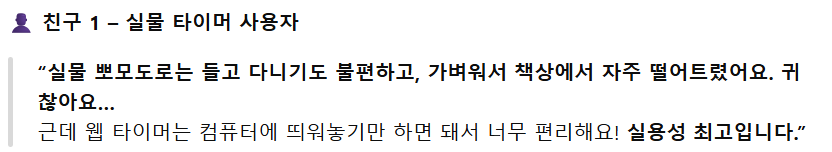 친구 1 – 실물 타이머 사용자
“실물 뽀모도로는 들고 다니기도 불편하고, 가벼워서 책상에서 자주 떨어트렸어요. 귀
찮아요…
근데 웹 타이머는 컴퓨터에 띄워놓기만 하면 돼서 너무 편리해요! 실용성 최고입니다.”